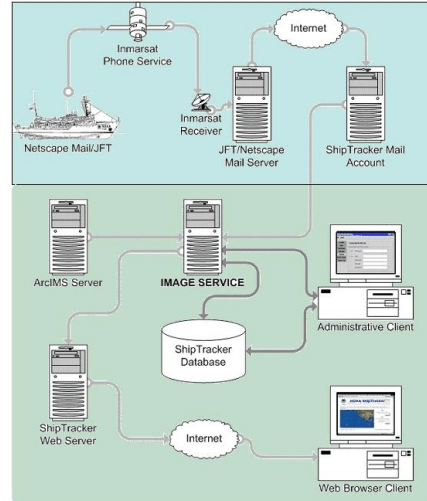 Inmarsat
Phone Service
Internet
Netscape Mail/JFT
Inmarsat
Receiver
JFT/Netscape
Mail Server
ShipTracker Mail
Account
ArcIMS Server
IMAGE SERVICE
Administrative Client
ShipTracker
Database
ShipTracker
Web Server
Internet
Web Browser Client